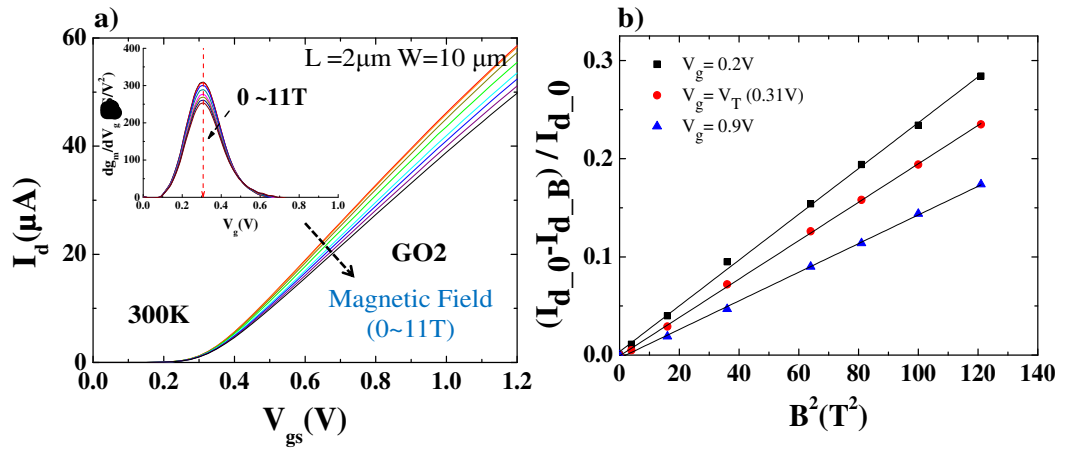 a)
60
40
20
0
I_d(μA)
0.0 0.2 0.4 0.6 0.8 1.0 1.2
V_gs(V)
L =2μm W=10 μm
400
300
200
100
0
dg_m/dV_g /V²)
0.0 0.2 0.4 0.6 0.8 1.0
V_g(V)
0 ~11T
GO2
Magnetic Field
(0~11T)
300K
b)
0.3
0.2
0.1
0.0
(I_d_0-I_d_B) / I_d_0
V_g= 0.2V
V_g= V_T (0.31V)
V_g= 0.9V
0 20 40 60 80 100 120 140
B²(T²)